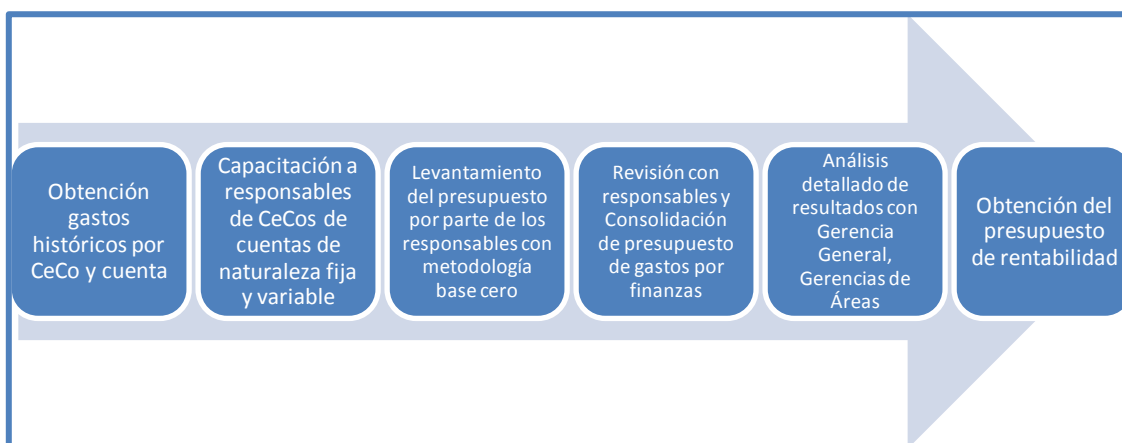 Obtención
gastos
históricos por
CeCo y cuenta
Capacitación a
responsables
de CeCos de
cuentas de
naturaleza fija
y variable
Levantamiento
del presupuesto
por parte de los
responsables con
metodología
base cero
Revisión con
responsables y
Consolidación
de presupuesto
de gastos por
finanzas
Análisis
detallado de
resultados con
Gerencia
General,
Gerencias de
Áreas
Obtención del
presupuesto
de rentabilidad